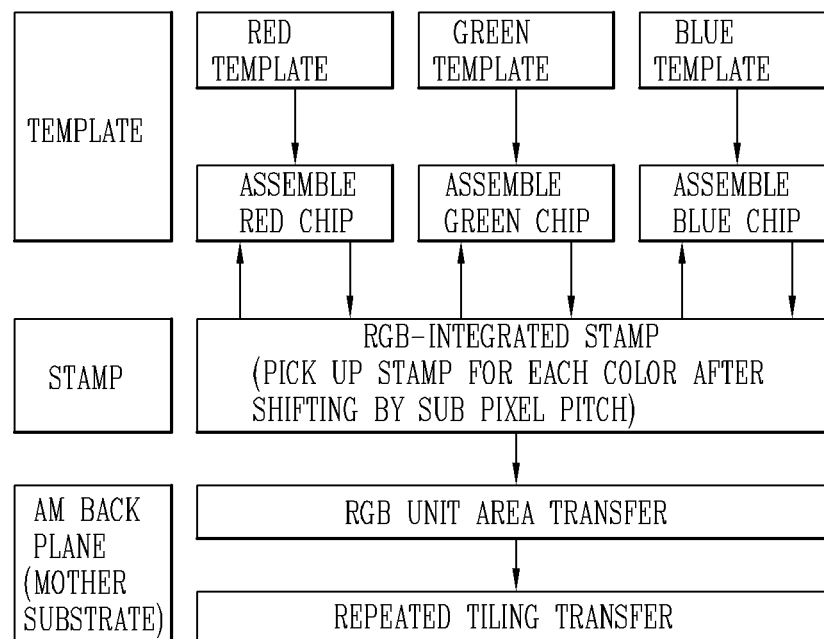 TEMPLATE
RED
TEMPLATE
GREEN
TEMPLATE
BLUE
TEMPLATE
ASSEMBLE
RED CHIP
ASSEMBLE
GREEN CHIP
ASSEMBLE
BLUE CHIP
STAMP
RGB-INTEGRATED STAMP
(PICK UP STAMP FOR EACH COLOR AFTER
SHIFTING BY SUB PIXEL PITCH)
AM BACK
PLANE
(MOTHER
SUBSTRATE)
RGB UNIT AREA TRANSFER
REPEATED TILING TRANSFER